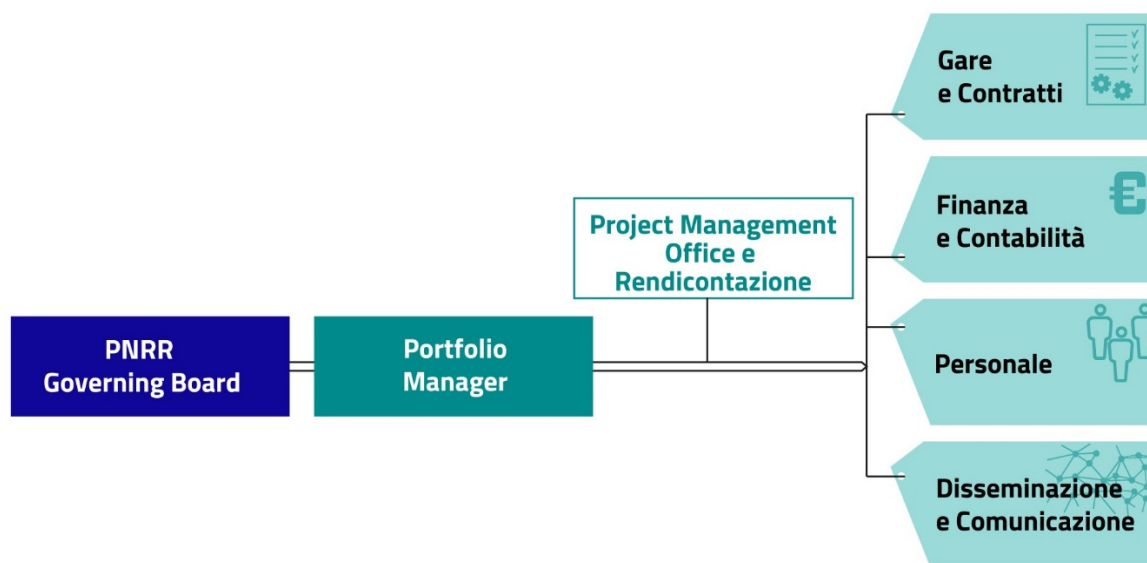 PNRR
Governing Board
Portfolio
Manager
Project Management
Office e
Rendicontazione
Gare
e Contratti
Finanza
e Contabilità
€
Personale
Disseminazione
e Comunicazione